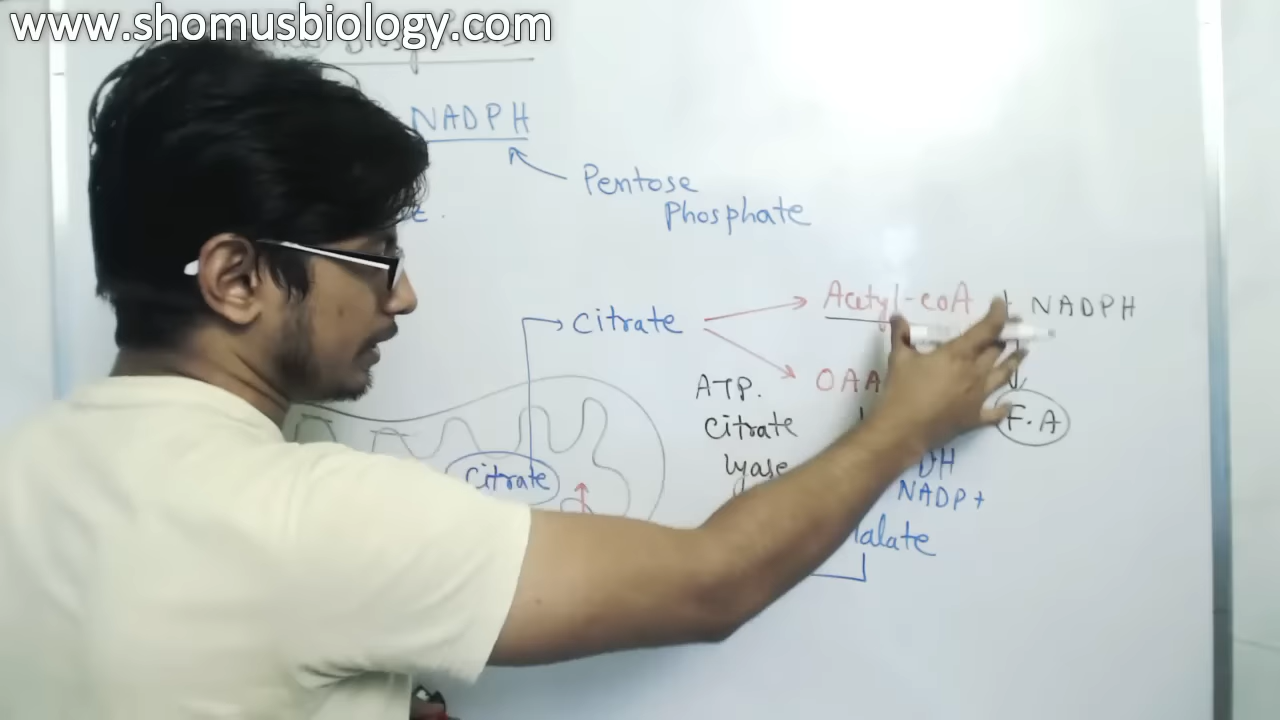 www.shomusbiology.com
NADPH
Pentose
Phosphate
Citrate
Acetyl-coA + NADPH
OAA
F.A
ATP.
Citrate
lyase
Citrate
NADP+